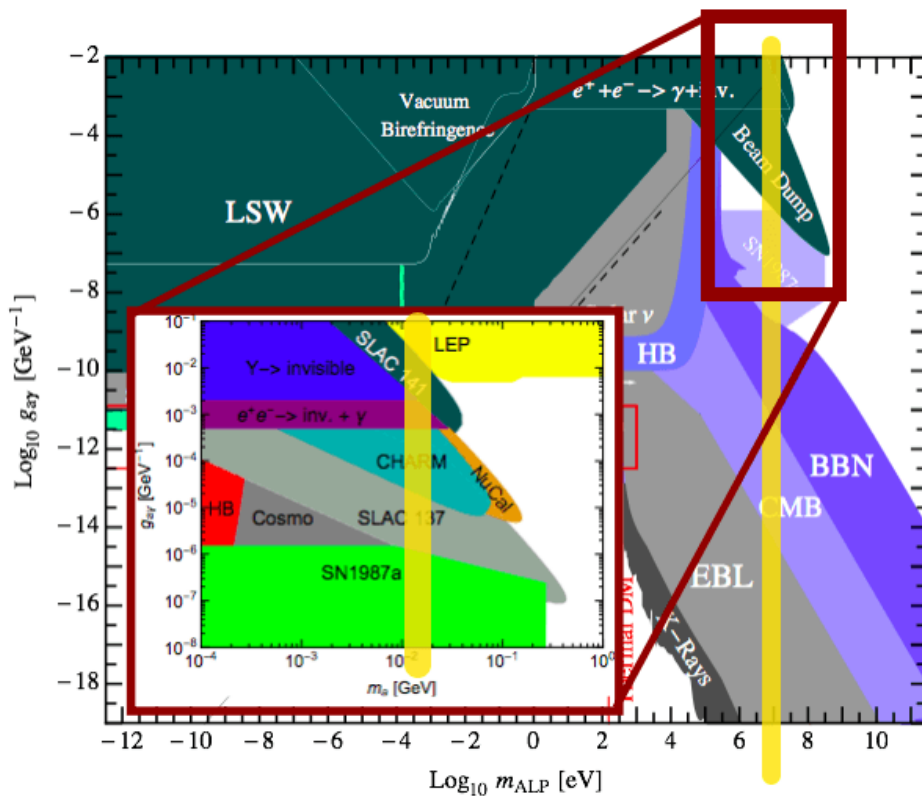 −2
−4
−6
−8
−10
−12
−14
−16
−18
Log₁₀ gₐᵧ [GeV⁻¹]
Vacuum
Birefringence
e⁺+e⁻−> γ+inv.
LSW
Beam Dump
SN1987
ν
HB
BBN
CMB
EBL
X−Rays
Thermal DM
10⁻¹
10⁻²
10⁻³
10⁻⁴
10⁻⁵
10⁻⁶
10⁻⁷
10⁻⁸
gₐᵧ [GeV⁻¹]
SLAC 141
LEP
Y−> invisible
e⁺e⁻−> inv. + γ
CHARM
NuCal
HB
Cosmo
SLAC 137
SN1987a
10⁻⁴ 10⁻³ 10⁻² 10⁻¹ 10⁰
mₐ [GeV]
−12 −10 −8 −6 −4 −2 0 2 4 6 8 10
Log₁₀ m_ALP [eV]